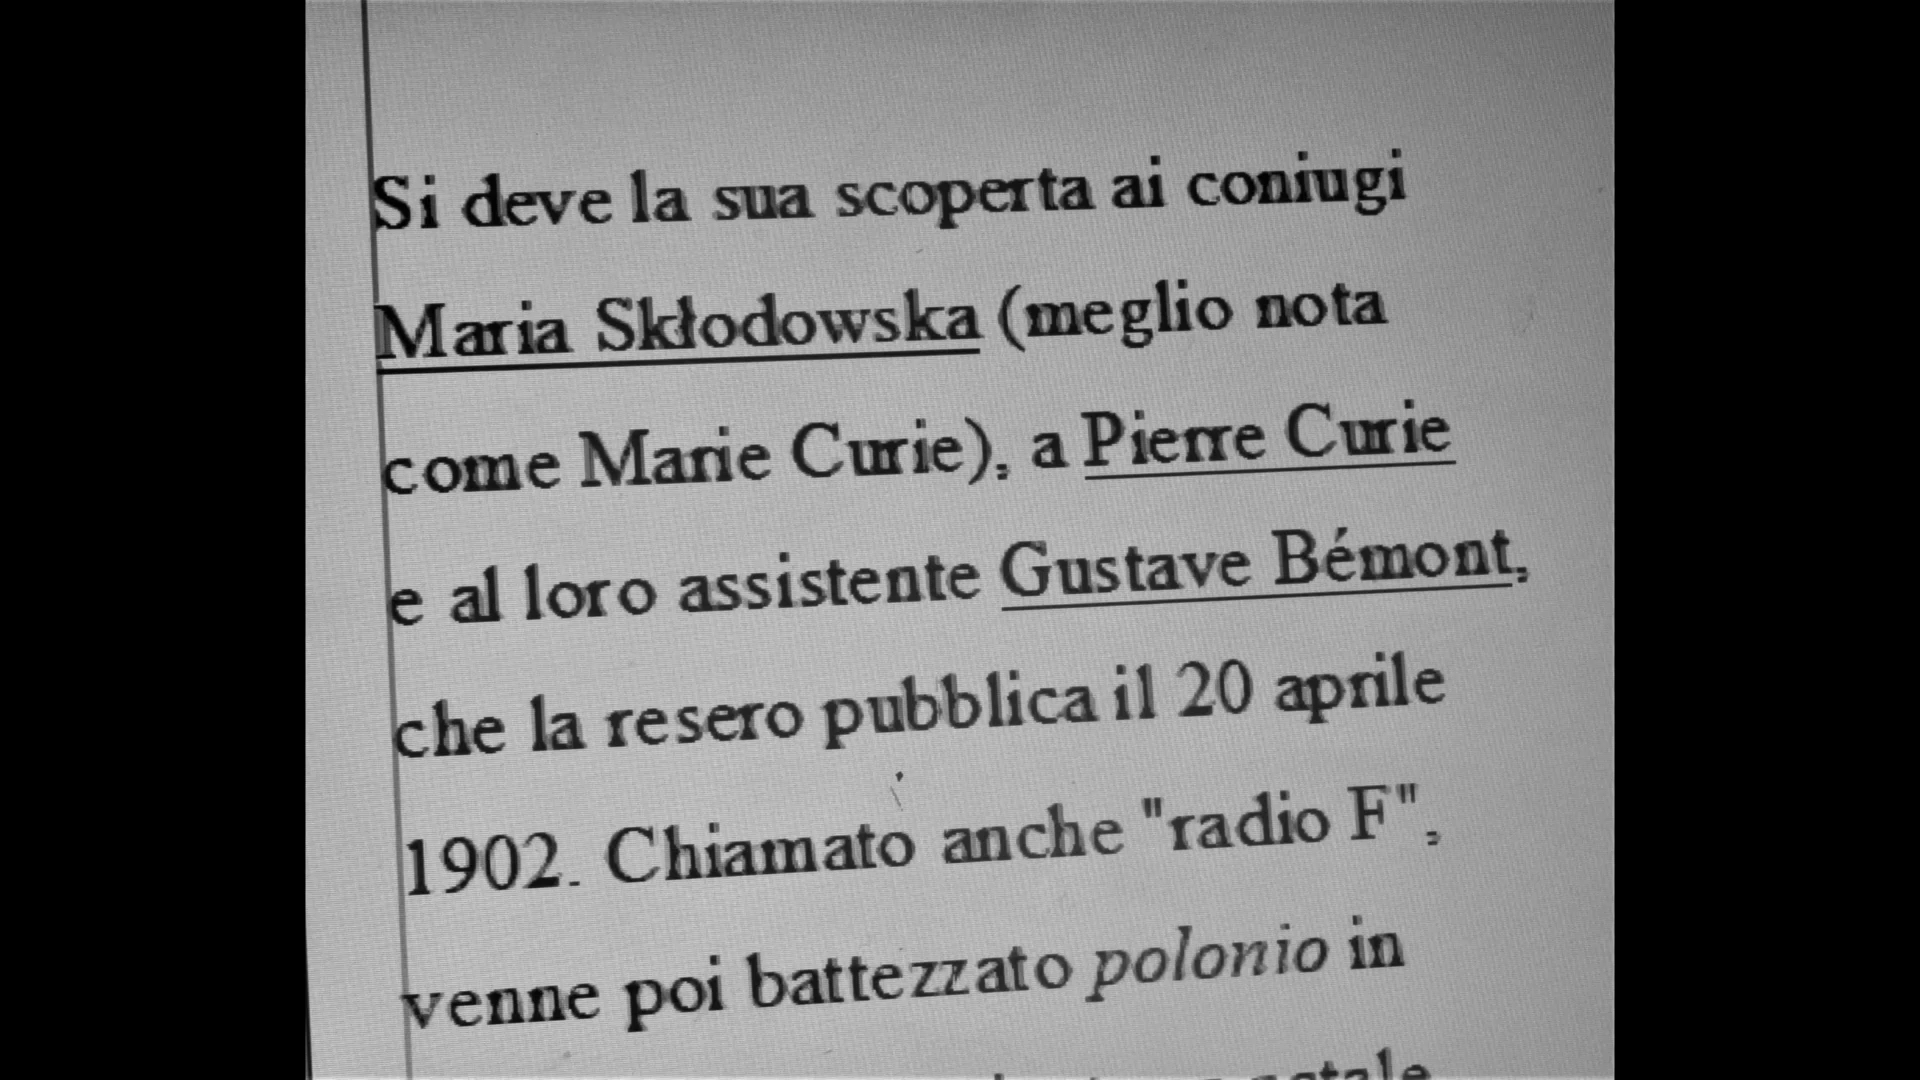 Si deve la sua scoperta ai coniugi
Maria Skłodowska (meglio nota
come Marie Curie), a Pierre Curie
e al loro assistente Gustave Bémont,
che la resero pubblica il 20 aprile
1902. Chiamato anche "radio F",
venne poi battezzato polonio in